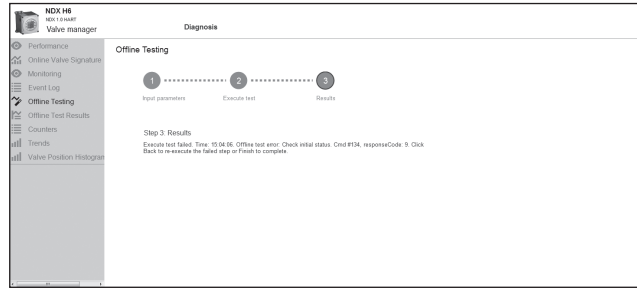 NDX H6
NDX 1.0 HART
Valve manager
Diagnosis
Performance
Online Valve Signature
Monitoring
Event Log
Offline Testing
Offline Test Results
Counters
Trends
Valve Position Histogran
Offline Testing
1
2
3
Input parameters
Execute test
Results
Step 3: Results
Execute test failed. Time: 15:04:06. Offline test error: Check initial status: Cmd #134, responseCode: 9. Click
Back to re-execute the failed step or Finish to complete.